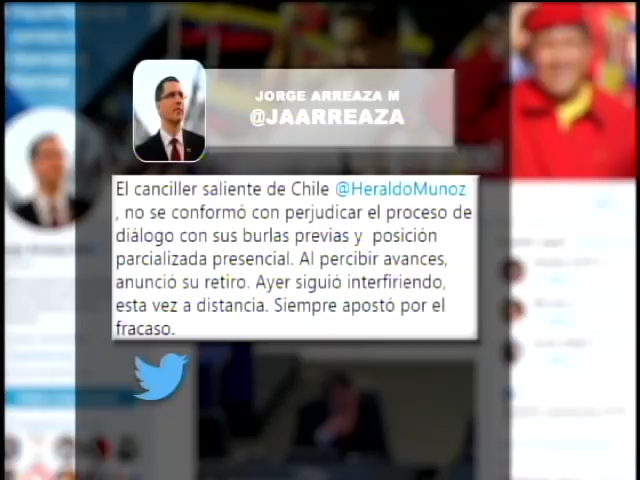 JORGE ARREAZA M
@JAARREAZA
El canciller saliente de Chile @HeraldoMunoz
, no se conformó con perjudicar el proceso de
diálogo con sus burlas previas y posición
parcializada presencial. Al percibir avances,
anunció su retiro. Ayer siguió interfiriendo,
esta vez a distancia. Siempre apostó por el
fracaso.